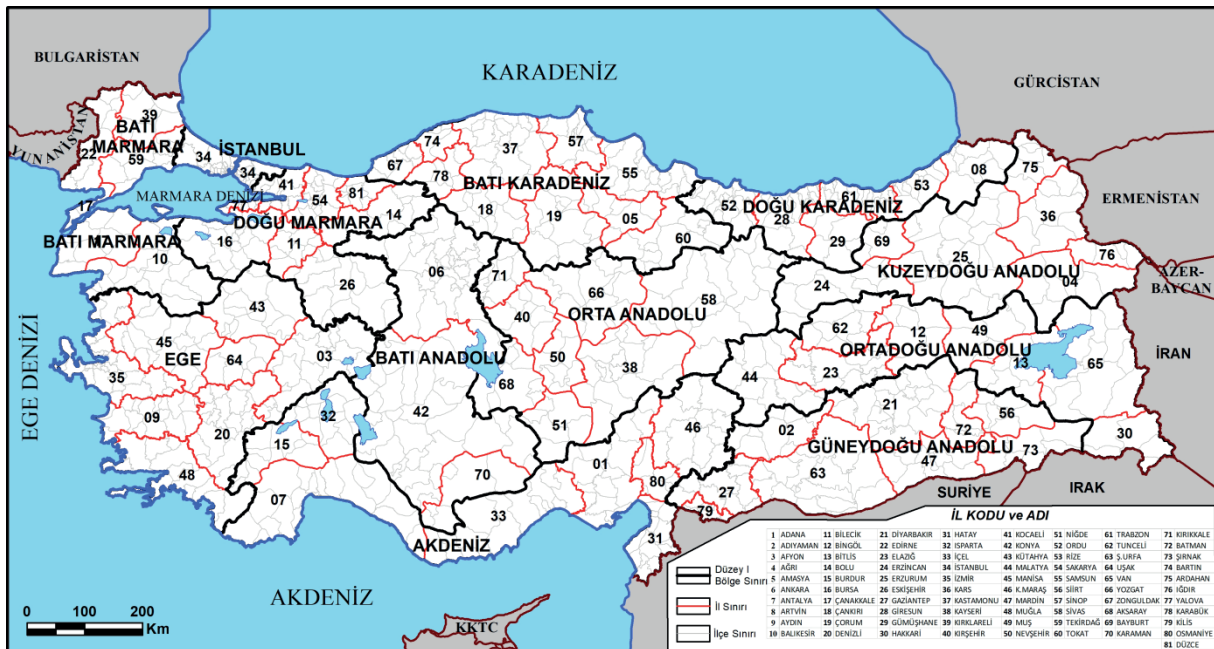 BULGARİSTAN
KARADENİZ
GÜRCİSTAN
YUNANİSTAN
ERMENİSTAN
AZER-
BAYCAN
İRAN
IRAK
SURİYE
KKTC
AKDENİZ
EGE DENİZİ
MARMARA DENİZİ
BATI
MARMARA
İSTANBUL
DOĞU MARMARA
BATI MARMARA
BATI KARADENİZ
DOĞU KARADENİZ
KUZEYDOĞU ANADOLU
ORTA ANADOLU
ORTADOĞU ANADOLU
GÜNEYDOĞU ANADOLU
BATI ANADOLU
EGE
AKDENİZ
39
22
59
34
34
41
17
77
54
81
14
67
74
78
37
57
55
18
19
05
60
52
28
61
29
53
69
08
75
36
76
04
25
24
10
16
11
26
06
71
66
58
40
50
38
68
51
43
45
64
03
35
09
20
48
15
32
07
42
70
33
01
80
31
46
44
02
27
79
63
62
12
49
23
13
65
21
72
56
47
73
30
0 80 100 200
Km
Düzey I
Bölge Sınırı
İl Sınırı
İlçe Sınırı
İL KODU ve ADI
1 ADANA 11 BİLECİK 21 DİYARBAKIR 31 HATAY 41 KOCAELİ 51 NİĞDE 61 TRABZON 71 KIRIKKALE
2 ADIYAMAN 12 BİNGÖL 22 EDİRNE 32 ISPARTA 42 KONYA 52 ORDU 62 TUNCELİ 72 BATMAN
3 AFYON 13 BİTLİS 23 ELAZIĞ 33 İÇEL 43 KÜTAHYA 53 RİZE 63 Ş.URFA 73 ŞIRNAK
4 AĞRI 14 BOLU 24 ERZİNCAN 34 İSTANBUL 44 MALATYA 54 SAKARYA 64 UŞAK 74 BARTIN
5 AMASYA 15 BURDUR 25 ERZURUM 35 İZMİR 45 MANİSA 55 SAMSUN 65 VAN 75 ARDAHAN
6 ANKARA 16 BURSA 26 ESKİŞEHİR 36 KARS 46 K.MARAŞ 56 SİİRT 66 YOZGAT 76 IĞDIR
7 ANTALYA 17 ÇANAKKALE 27 GAZİANTEP 37 KASTAMONU 47 MARDİN 57 SİNOP 67 ZONGULDAK 77 YALOVA
8 ARTVİN 18 ÇANKIRI 28 GİRESUN 38 KAYSERİ 48 MUĞLA 58 SİVAS 68 AKSARAY 78 KARABÜK
9 AYDIN 19 ÇORUM 29 GÜMÜŞHANE 39 KIRKLARELİ 49 MUŞ 59 TEKİRDAĞ 69 BAYBURT 79 KİLİS
10 BALIKESİR 20 DENİZLİ 30 HAKKARİ 40 KIRŞEHİR 50 NEVŞEHİR 60 TOKAT 70 KARAMAN 80 OSMANİYE
81 DÜZCE